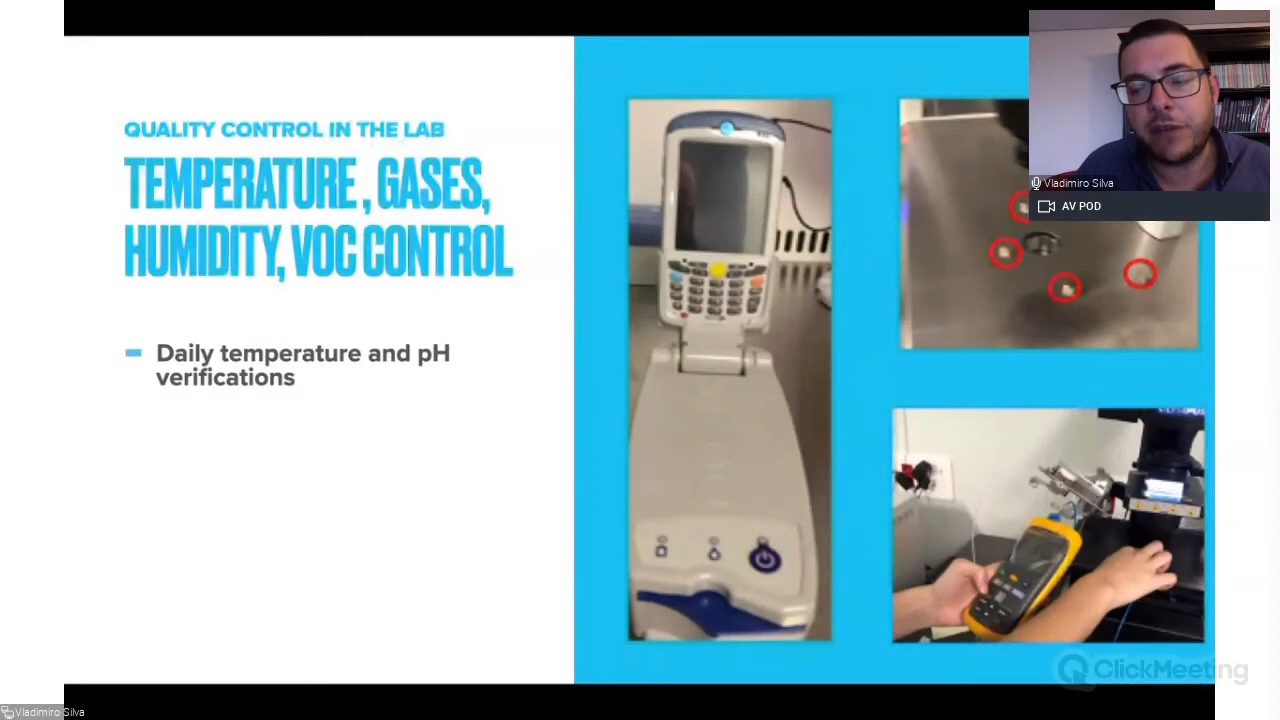 QUALITY CONTROL IN THE LAB
TEMPERATURE , GASES,
HUMIDITY, VOC CONTROL
Daily temperature and pH
verifications
Vladimiro Silva
AV POD
ClickMeeting
Vladimiro Silva